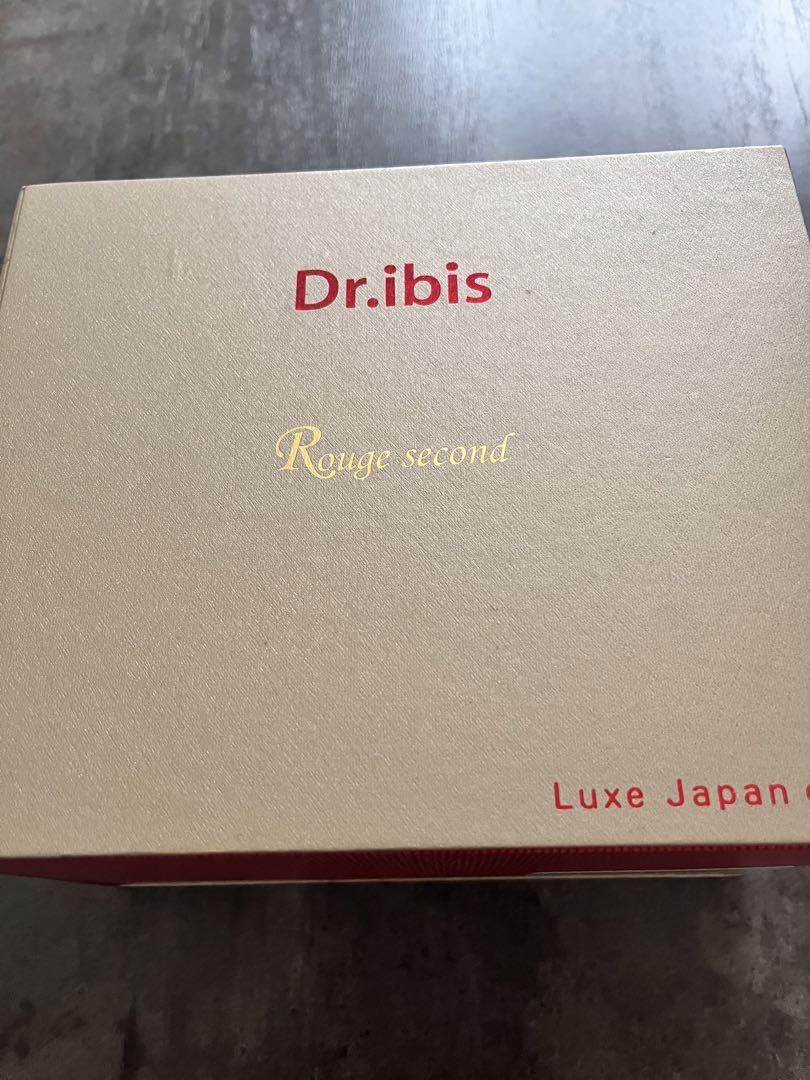 Dr.ibis
Rouge second
Luxe Japan